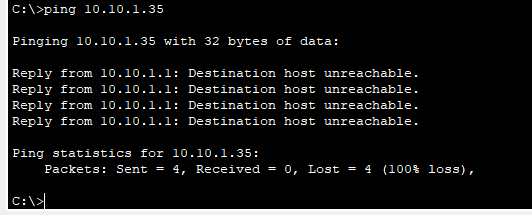 C:\>ping 10.10.1.35
Pinging 10.10.1.35 with 32 bytes of data:
Reply from 10.10.1.1: Destination host unreachable.
Reply from 10.10.1.1: Destination host unreachable.
Reply from 10.10.1.1: Destination host unreachable.
Reply from 10.10.1.1: Destination host unreachable.
Ping statistics for 10.10.1.35:
    Packets: Sent = 4, Received = 0, Lost = 4 (100% loss),
C:\>